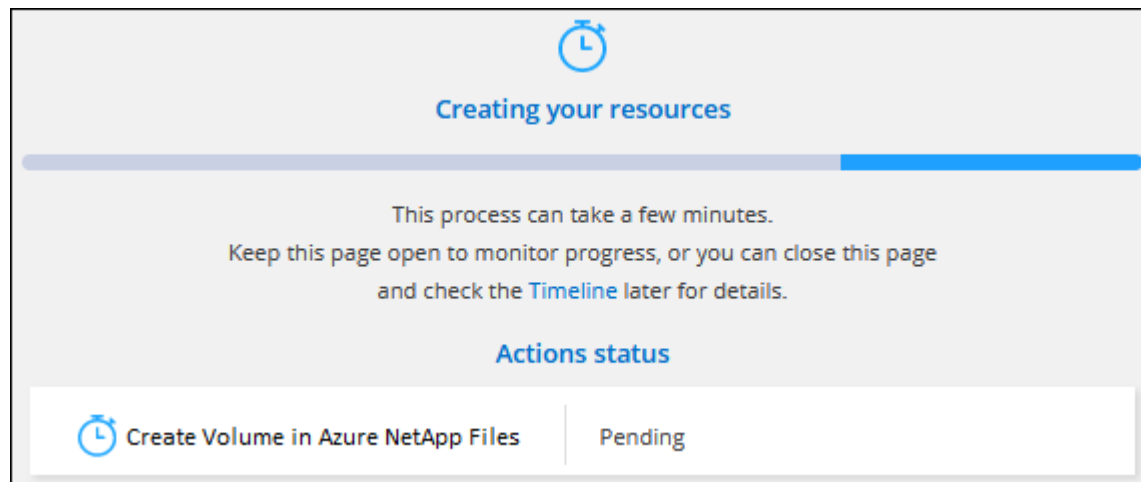 Creating your resources
This process can take a few minutes.
Keep this page open to monitor progress, or you can close this page
and check the Timeline later for details.
Actions status
Create Volume in Azure NetApp Files Pending